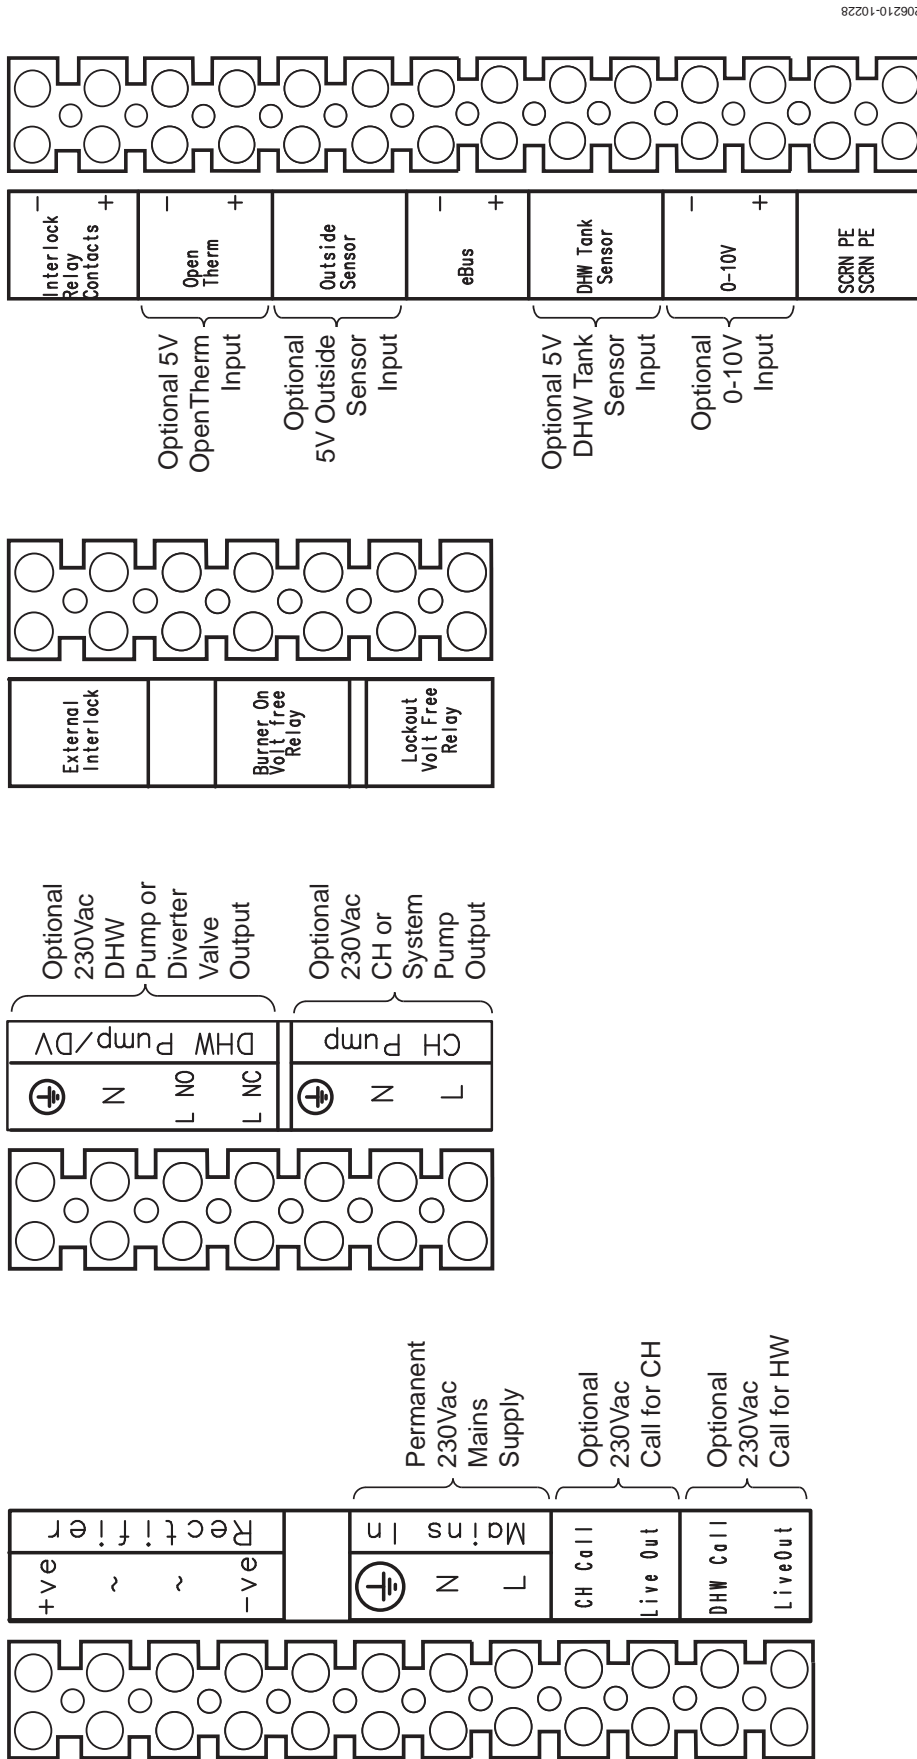 206210-10228
−
+
Interlock
Relay
Contacts
−
+
Open
Therm
Outside
Sensor
−
+
eBus
DHW Tank
Sensor
−
+
0-10V
SCRN PE
SCRN PE
Optional 5V
OpenTherm
Input
Optional
5V Outside
Sensor
Input
Optional 5V
DHW Tank
Sensor
Input
Optional
0-10V
Input
External
Interlock
Burner On
Volt free
Relay
Lockout
Volt Free
Relay
Optional
230Vac
DHW
Pump or
Diverter
Valve
Output
Optional
230Vac
CH or
System
Pump
Output
DHW Pump/DV
CH Pump
N
L NO
L NC
N
L
Permanent
230Vac
Mains
Supply
Optional
230Vac
Call for CH
Optional
230Vac
Call for HW
Rectifier
+ve
~
~
−ve
Mains In
N
L
CH Call
Live Out
DHW Call
LiveOut